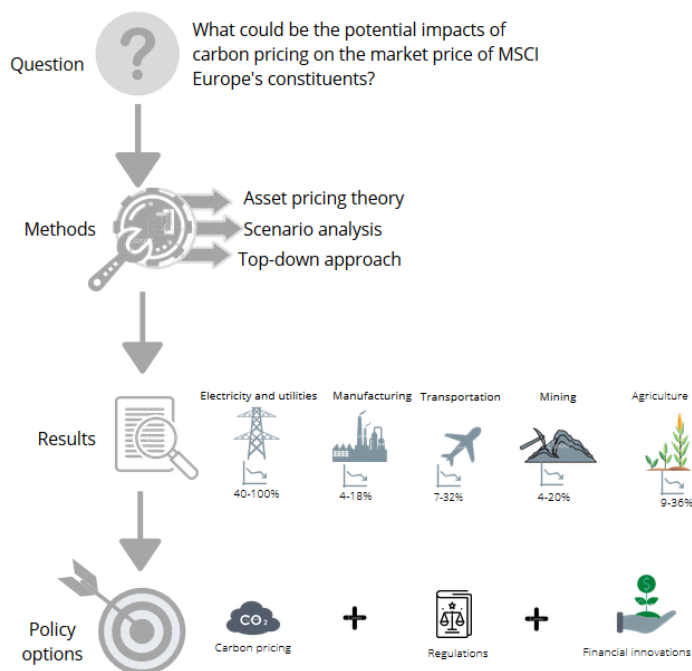 Question
What could be the potential impacts of
carbon pricing on the market price of MSCI
Europe's constituents?
Methods
Asset pricing theory
Scenario analysis
Top-down approach
Results
Electricity and utilities
Manufacturing
Transportation
Mining
Agriculture
40-100%
4-18%
7-32%
4-20%
9-36%
Policy
options
CO2
Carbon pricing
Regulations
Financial innovations
$
?